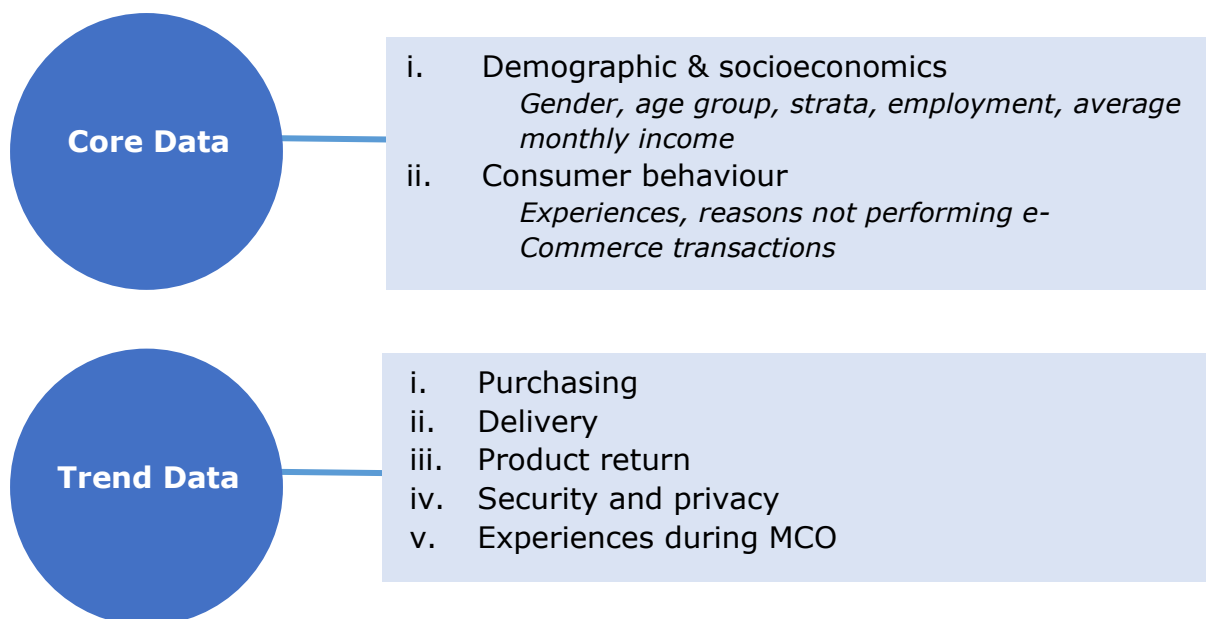 Core Data
i. Demographic & socioeconomics
Gender, age group, strata, employment, average
monthly income
ii. Consumer behaviour
Experiences, reasons not performing e-
Commerce transactions
Trend Data
i. Purchasing
ii. Delivery
iii. Product return
iv. Security and privacy
v. Experiences during MCO